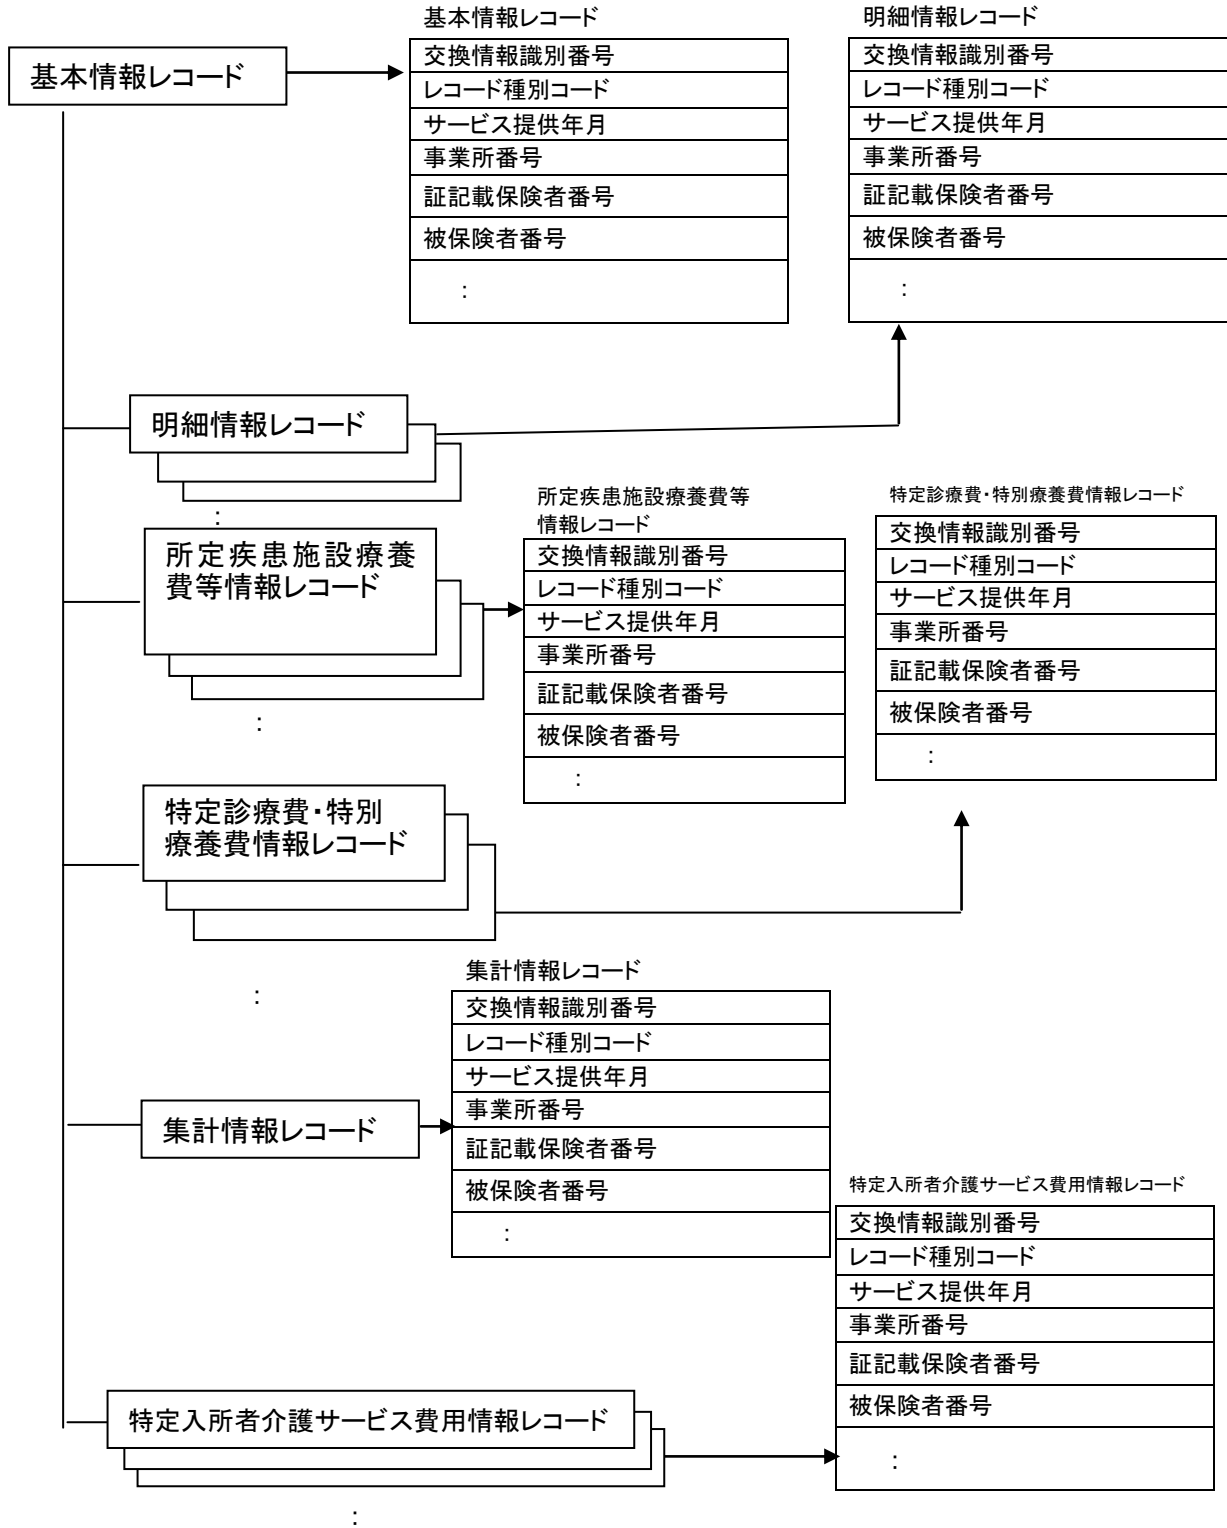 基本情報レコード
基本情報レコード
交換情報識別番号
レコード種別コード
サービス提供年月
事業所番号
証記載保険者番号
被保険者番号
:
明細情報レコード
交換情報識別番号
レコード種別コード
サービス提供年月
事業所番号
証記載保険者番号
被保険者番号
:
明細情報レコード
:
所定疾患施設療養
費等情報レコード
:
所定疾患施設療養費等
情報レコード
交換情報識別番号
レコード種別コード
サービス提供年月
事業所番号
証記載保険者番号
被保険者番号
:
特定診療費・特別療養費情報レコード
交換情報識別番号
レコード種別コード
サービス提供年月
事業所番号
証記載保険者番号
被保険者番号
:
特定診療費・特別
療養費情報レコード
:
集計情報レコード
集計情報レコード
交換情報識別番号
レコード種別コード
サービス提供年月
事業所番号
証記載保険者番号
被保険者番号
:
特定入所者介護サービス費用情報レコード
交換情報識別番号
レコード種別コード
サービス提供年月
事業所番号
証記載保険者番号
被保険者番号
:
特定入所者介護サービス費用情報レコード
: